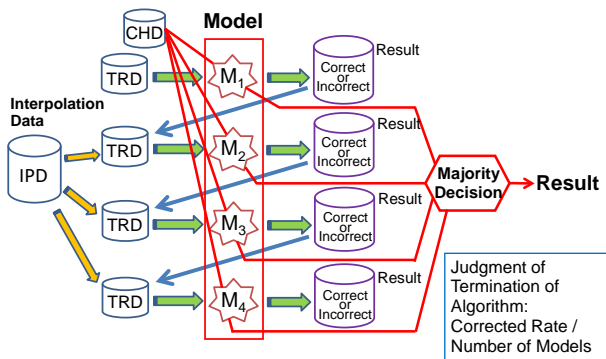 Model
CHD
TRD
M1
Correct
or
Incorrect
Result
Interpolation
Data
IPD
TRD
M2
Correct
or
Incorrect
Result
TRD
M3
Correct
or
Incorrect
Result
TRD
M4
Correct
or
Incorrect
Result
Majority
Decision
Result
Judgment of
Termination of
Algorithm:
Corrected Rate /
Number of Models